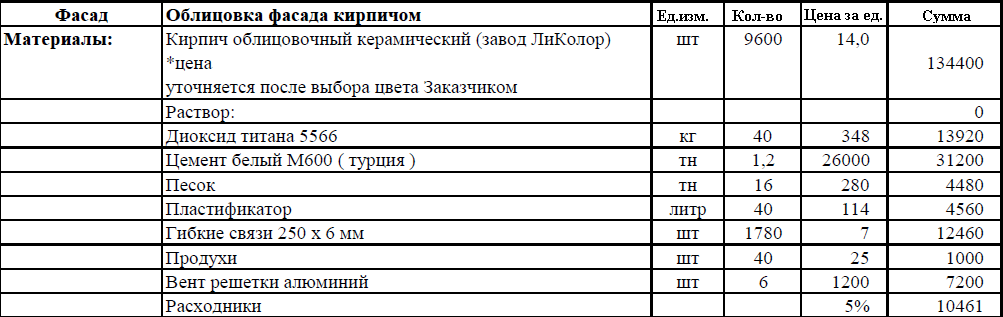 Фасад Облицовка фасада кирпичом Ед.изм. Кол-во Цена за ед. Сумма
Материалы: Кирпич облицовочный керамический (завод ЛиКолор) шт 9600 14,0
*цена 134400
уточняется после выбора цвета Заказчиком
Раствор: 0
Диоксид титана 5566 кг 40 348 13920
Цемент белый М600 ( турция ) тн 1,2 26000 31200
Песок тн 16 280 4480
Пластификатор литр 40 114 4560
Гибкие связи 250 х 6 мм шт 1780 7 12460
Продухи шт 40 25 1000
Вент решетки алюминий шт 6 1200 7200
Расходники 5% 10461